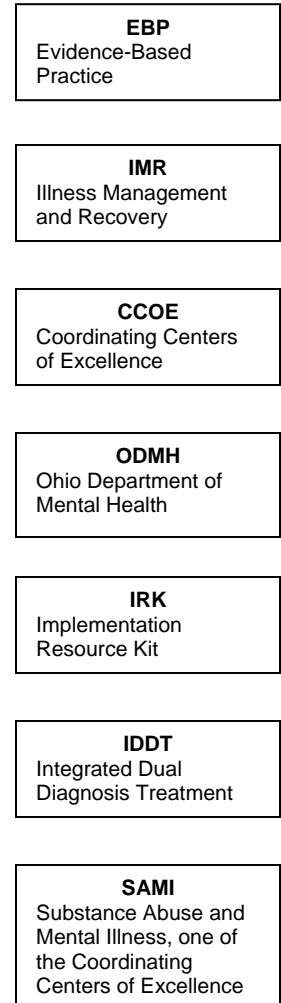 EBP
Evidence-Based
Practice
IMR
Illness Management
and Recovery
CCOE
Coordinating Centers
of Excellence
ODMH
Ohio Department of
Mental Health
IRK
Implementation
Resource Kit
IDDT
Integrated Dual
Diagnosis Treatment
SAMI
Substance Abuse and
Mental Illness, one of
the Coordinating
Centers of Excellence